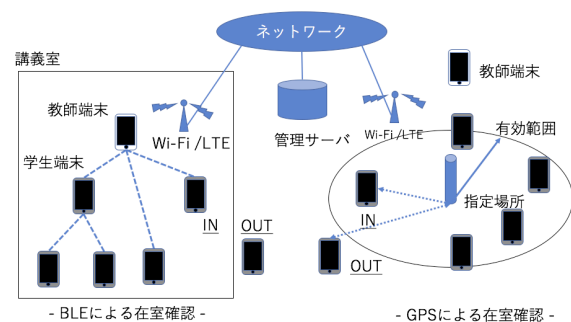 ネットワーク
講義室
教師端末
Wi-Fi /LTE
学生端末
IN
OUT
管理サーバ
Wi-Fi /LTE
教師端末
有効範囲
指定場所
IN
OUT
- BLEによる在室確認 -
- GPSによる在室確認 -